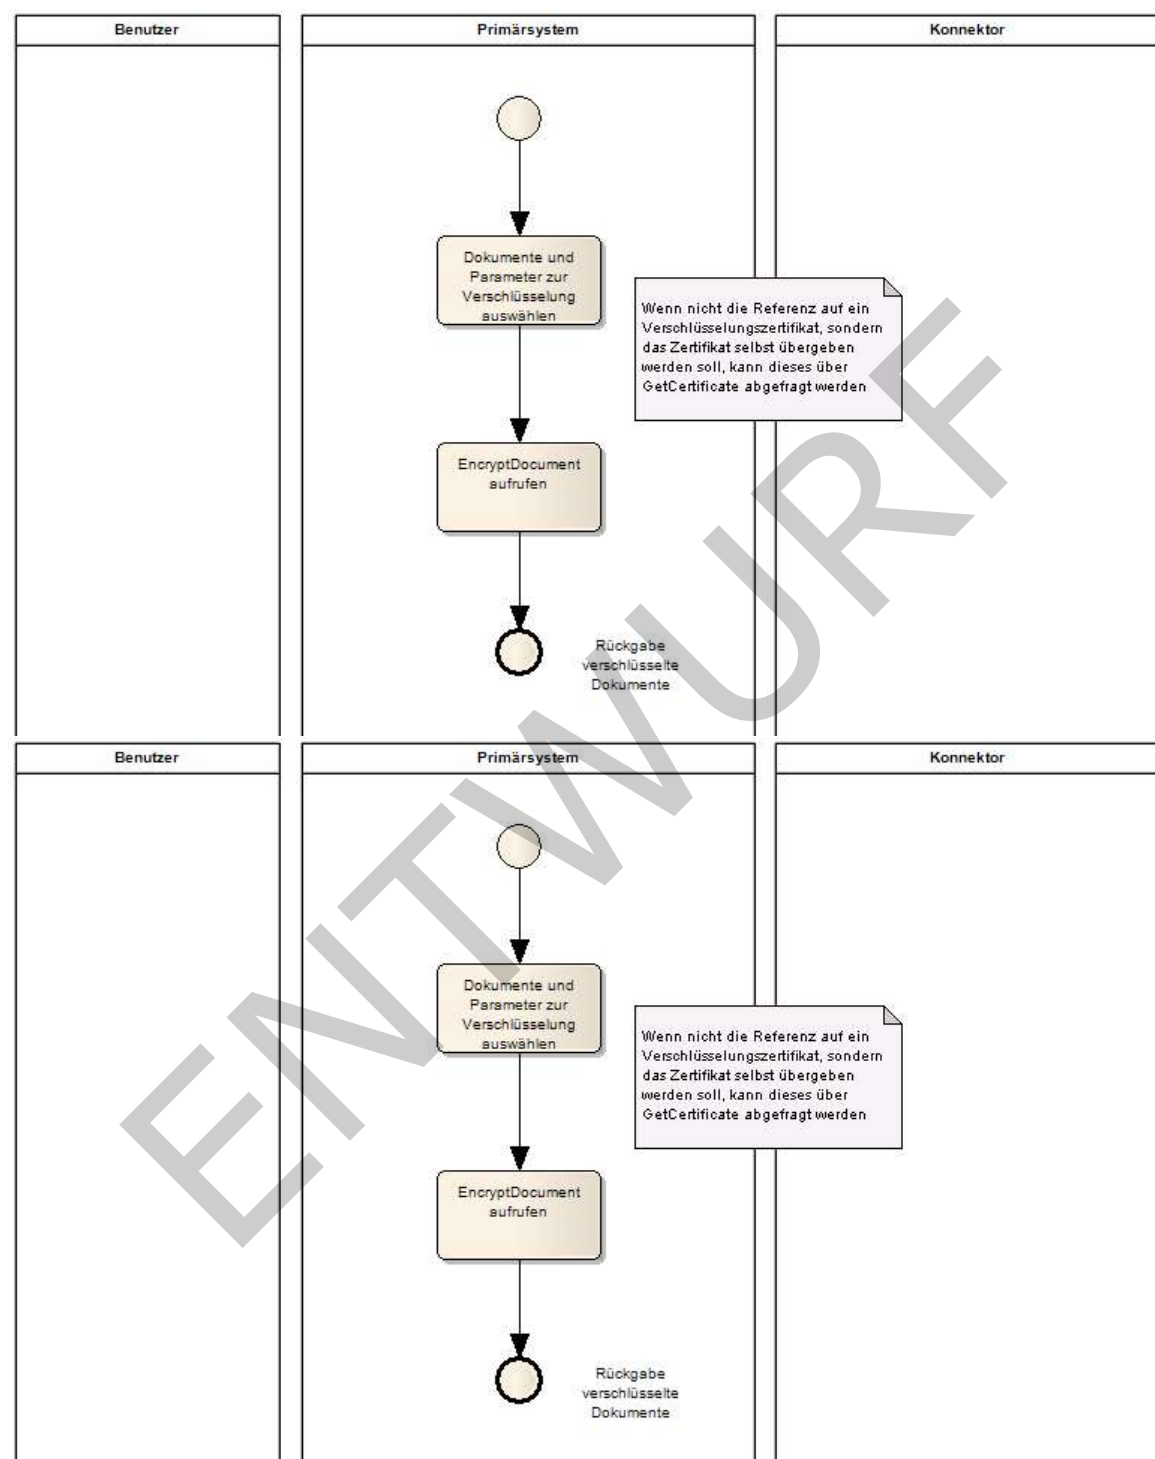 Benutzer
Primärsystem
Konnektor
Dokumente und
Parameter zur
Verschlüsselung
auswählen
Wenn nicht die Referenz auf ein
Verschlüsselungszertifikat, sondern
das Zertifikat selbst übergeben
werden soll, kann dieses über
GetCertificate abgefragt werden
EncryptDocument
aufrufen
Rückgabe
verschlüsselte
Dokumente
Benutzer
Primärsystem
Konnektor
Dokumente und
Parameter zur
Verschlüsselung
auswählen
Wenn nicht die Referenz auf ein
Verschlüsselungszertifikat, sondern
das Zertifikat selbst übergeben
werden soll, kann dieses über
GetCertificate abgefragt werden
EncryptDocument
aufrufen
Rückgabe
verschlüsselte
Dokumente
ENTWURF